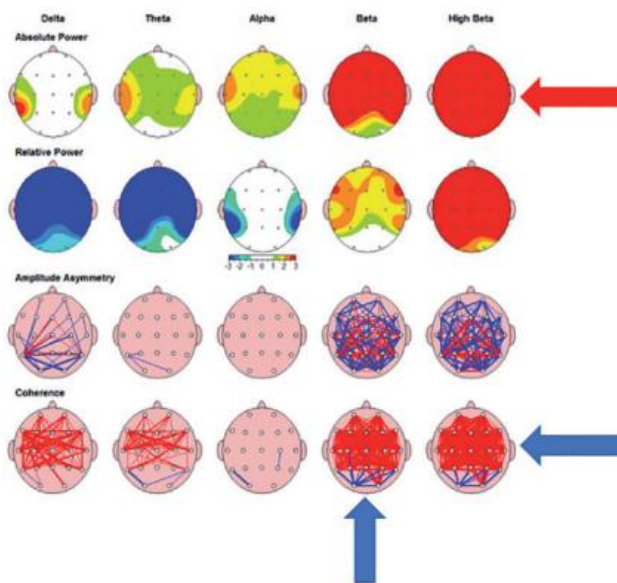 Delta Theta Alpha Beta High Beta
Absolute Power
Relative Power
-3 -2 -1 0 1 2 3
Amplitude Asymmetry
Coherence